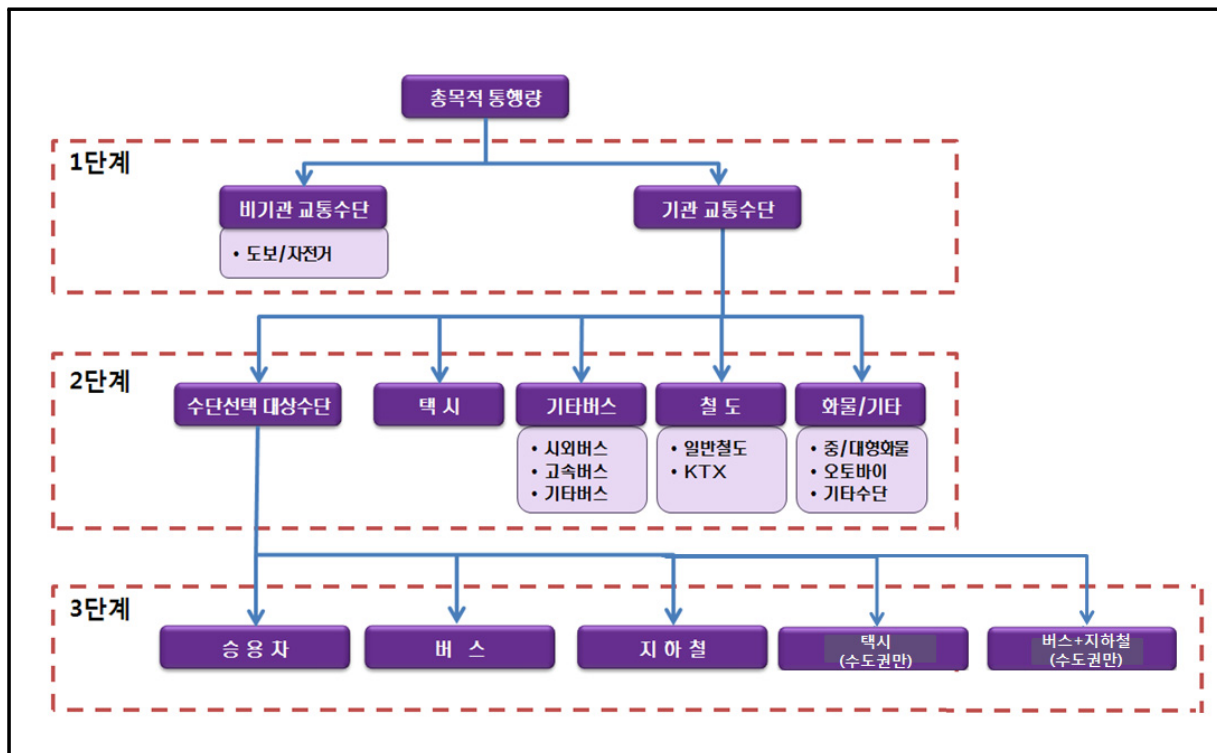 총목적 통행량
1단계
비기관 교통수단
기관 교통수단
• 도보/자전거
2단계
수단선택 대상수단
택 시
기타버스
철 도
화물/기타
• 시외버스
• 고속버스
• 기타버스
• 일반철도
• KTX
• 중/대형화물
• 오토바이
• 기타수단
3단계
승 용 차
버 스
지 하 철
택시
(수도권만)
버스+지하철
(수도권만)